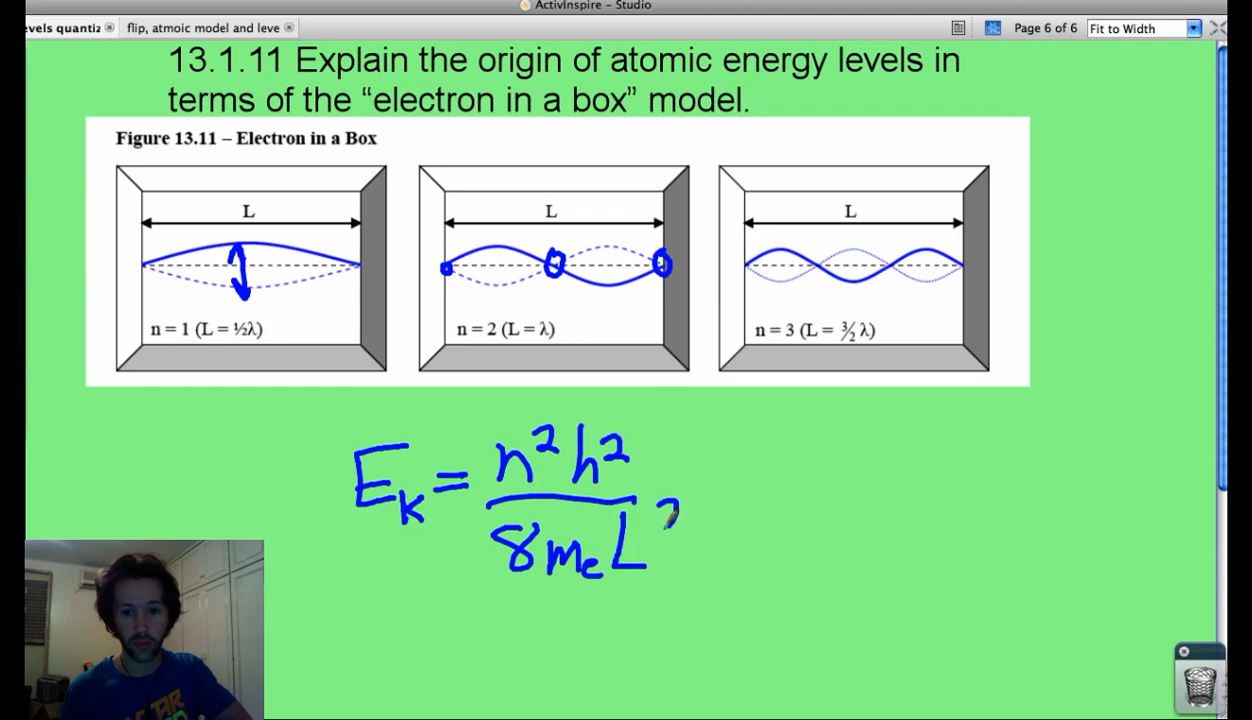 ActivInspire – Studio
evels quantiz
flip, atmoic model and leve
Page 6 of 6
Fit to Width
13.1.11 Explain the origin of atomic energy levels in
terms of the “electron in a box” model.
Figure 13.11 – Electron in a Box
L
L
L
n = 1 (L = ½λ)
n = 2 (L = λ)
n = 3 (L = ³⁄₂ λ)
E_K = n²h²
8mₑL²